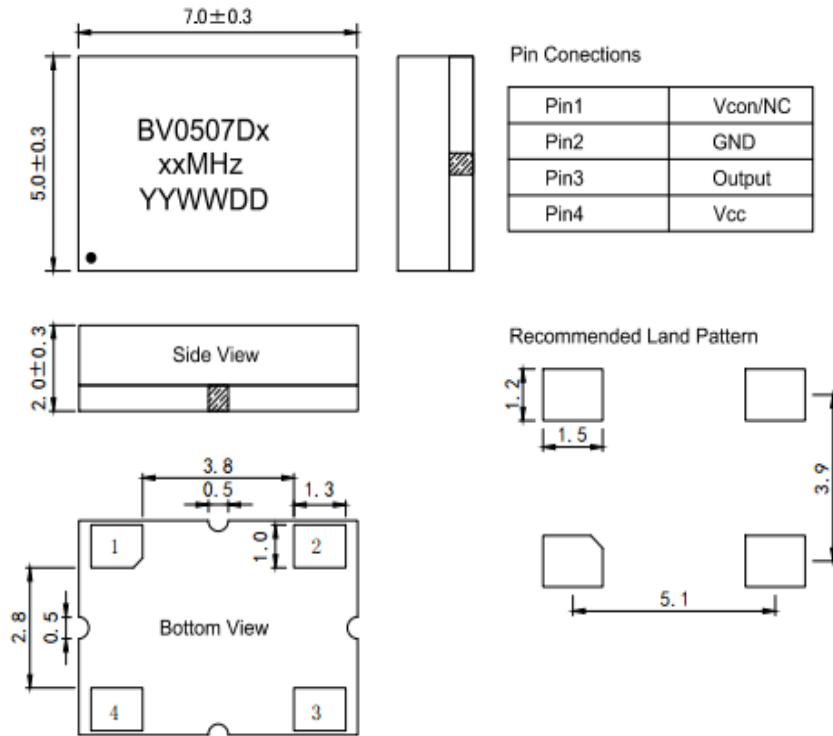 7.0±0.3
5.0±0.3
BV0507Dx
xxMHz
YYWWDD
Pin Conections
Pin1 Vcon/NC
Pin2 GND
Pin3 Output
Pin4 Vcc
2.0±0.3
Side View
Recommended Land Pattern
1.2
1.5
3.9
5.1
3.8
0.5
1.3
1
1.0
2
2.8
0.5
Bottom View
4
3